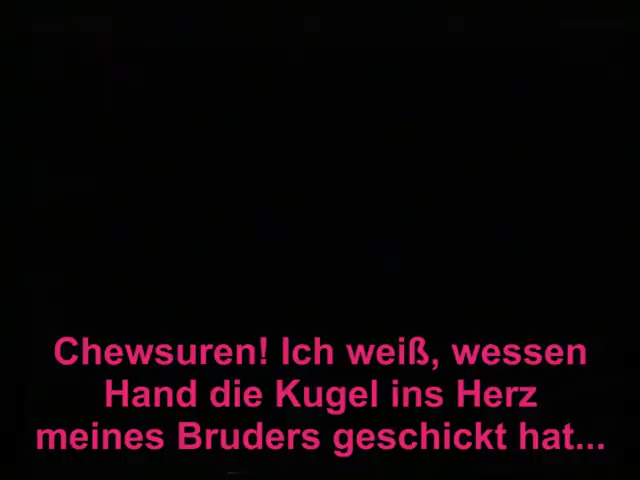 Chewsuren! Ich weiß, wessen
Hand die Kugel ins Herz
meines Bruders geschickt hat...